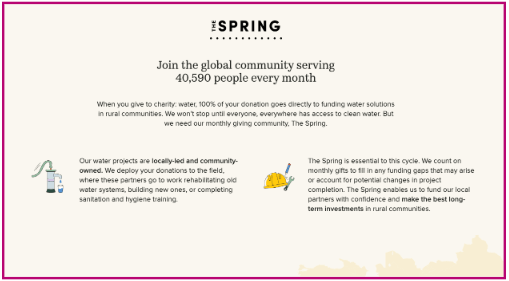 THE SPRING
Join the global community serving
40,590 people every month
When you give to charity: water, 100% of your donation goes directly to funding water solutions
in rural communities. We won't stop until everyone, everywhere has access to clean water. But
we need our monthly giving community, The Spring.
Our water projects are locally-led and community-
owned. We deploy your donations to the field,
where these partners go to work rehabilitating old
water systems, building new ones, or completing
sanitation and hygiene training.
The Spring is essential to this cycle. We count on
monthly gifts to fill in any funding gaps that may arise
or account for potential changes in project
completion. The Spring enables us to fund our local
partners with confidence and make the best long-
term investments in rural communities.